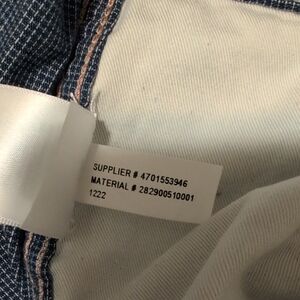 SUPPLIER # 4701553946
MATERIAL # 282900510001
1222